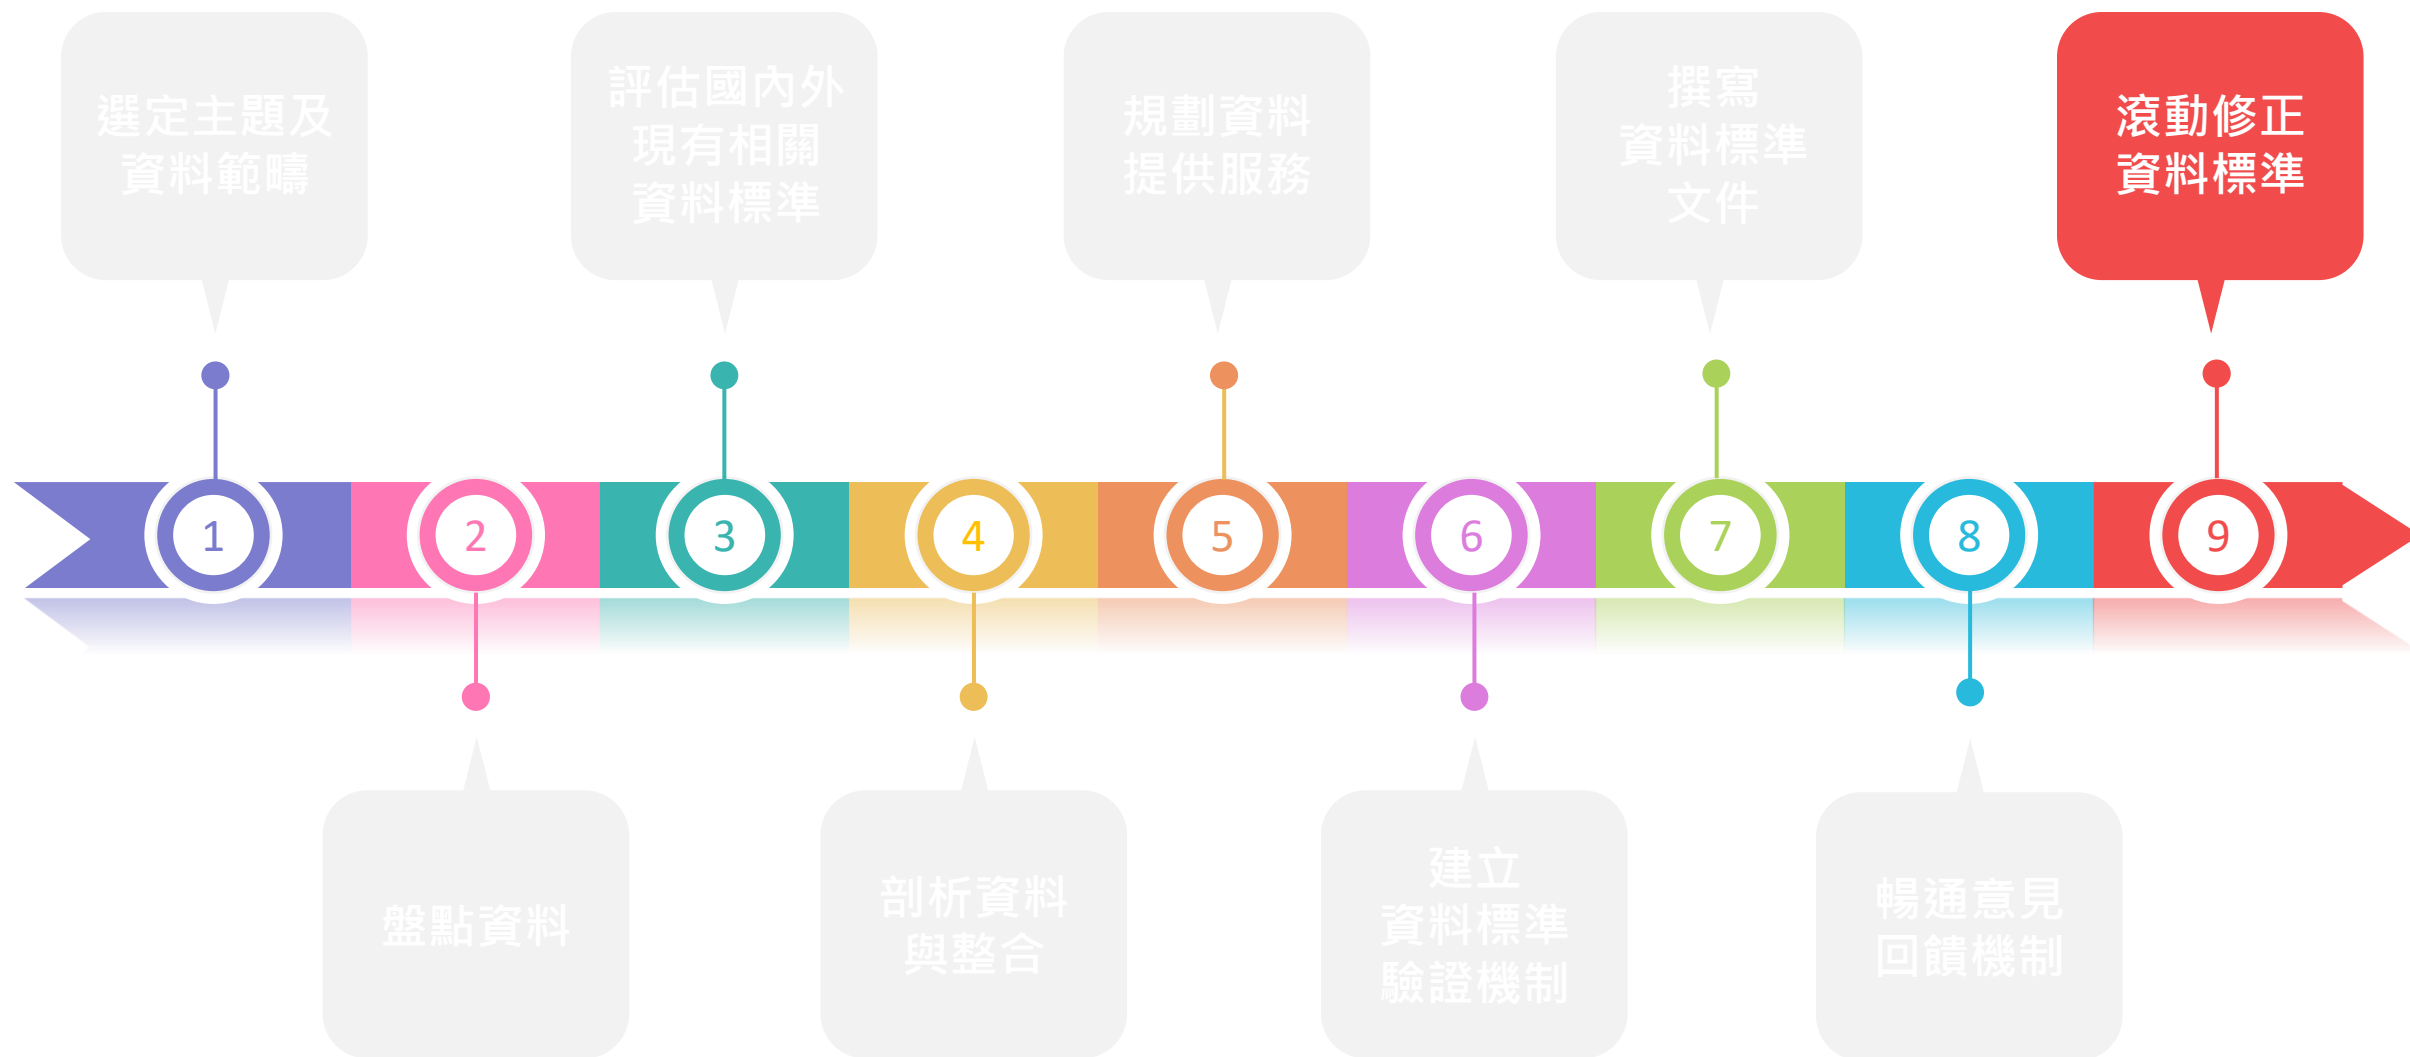 選定主題及
資料範疇
評估國內外
現有相關
資料標準
規劃資料
提供服務
撰寫
資料標準
文件
滾動修正
資料標準
1
2
3
4
5
6
7
8
9
盤點資料
剖析資料
與整合
建立
資料標準
驗證機制
暢通意見
回饋機制